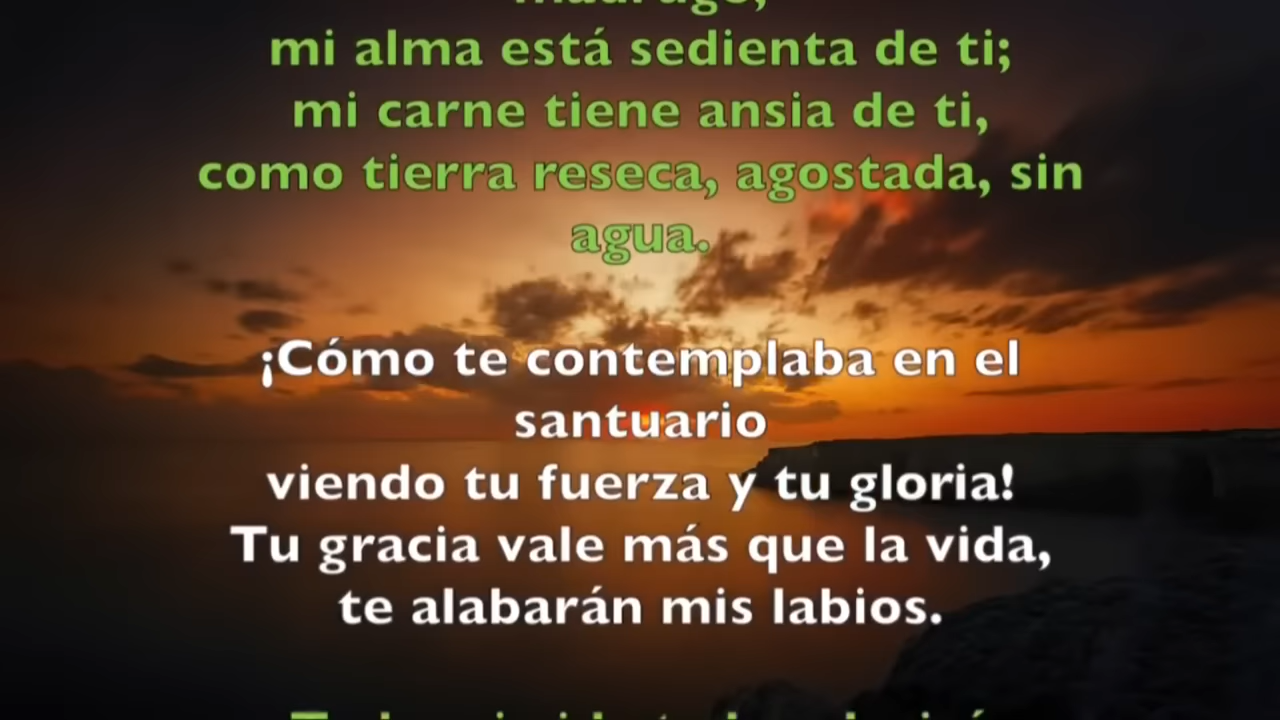 madrugo,
mi alma está sedienta de ti;
mi carne tiene ansia de ti,
como tierra reseca, agostada, sin
agua.
¡Cómo te contemplaba en el
santuario
viendo tu fuerza y tu gloria!
Tu gracia vale más que la vida,
te alabarán mis labios.